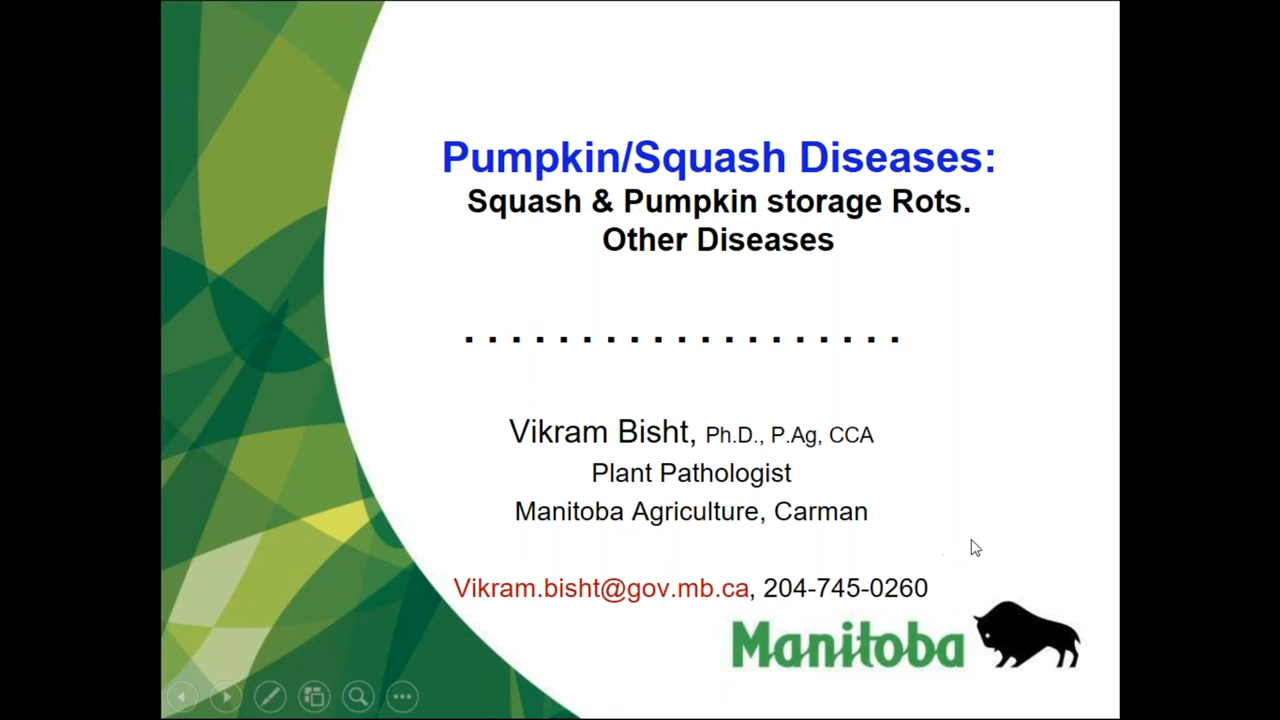 Pumpkin/Squash Diseases:
Squash & Pumpkin storage Rots.
Other Diseases
. . . . . . . . . . . . . . . . . . .
Vikram Bisht, Ph.D., P.Ag, CCA
Plant Pathologist
Manitoba Agriculture, Carman
Vikram.bisht@gov.mb.ca, 204-745-0260
Manitoba